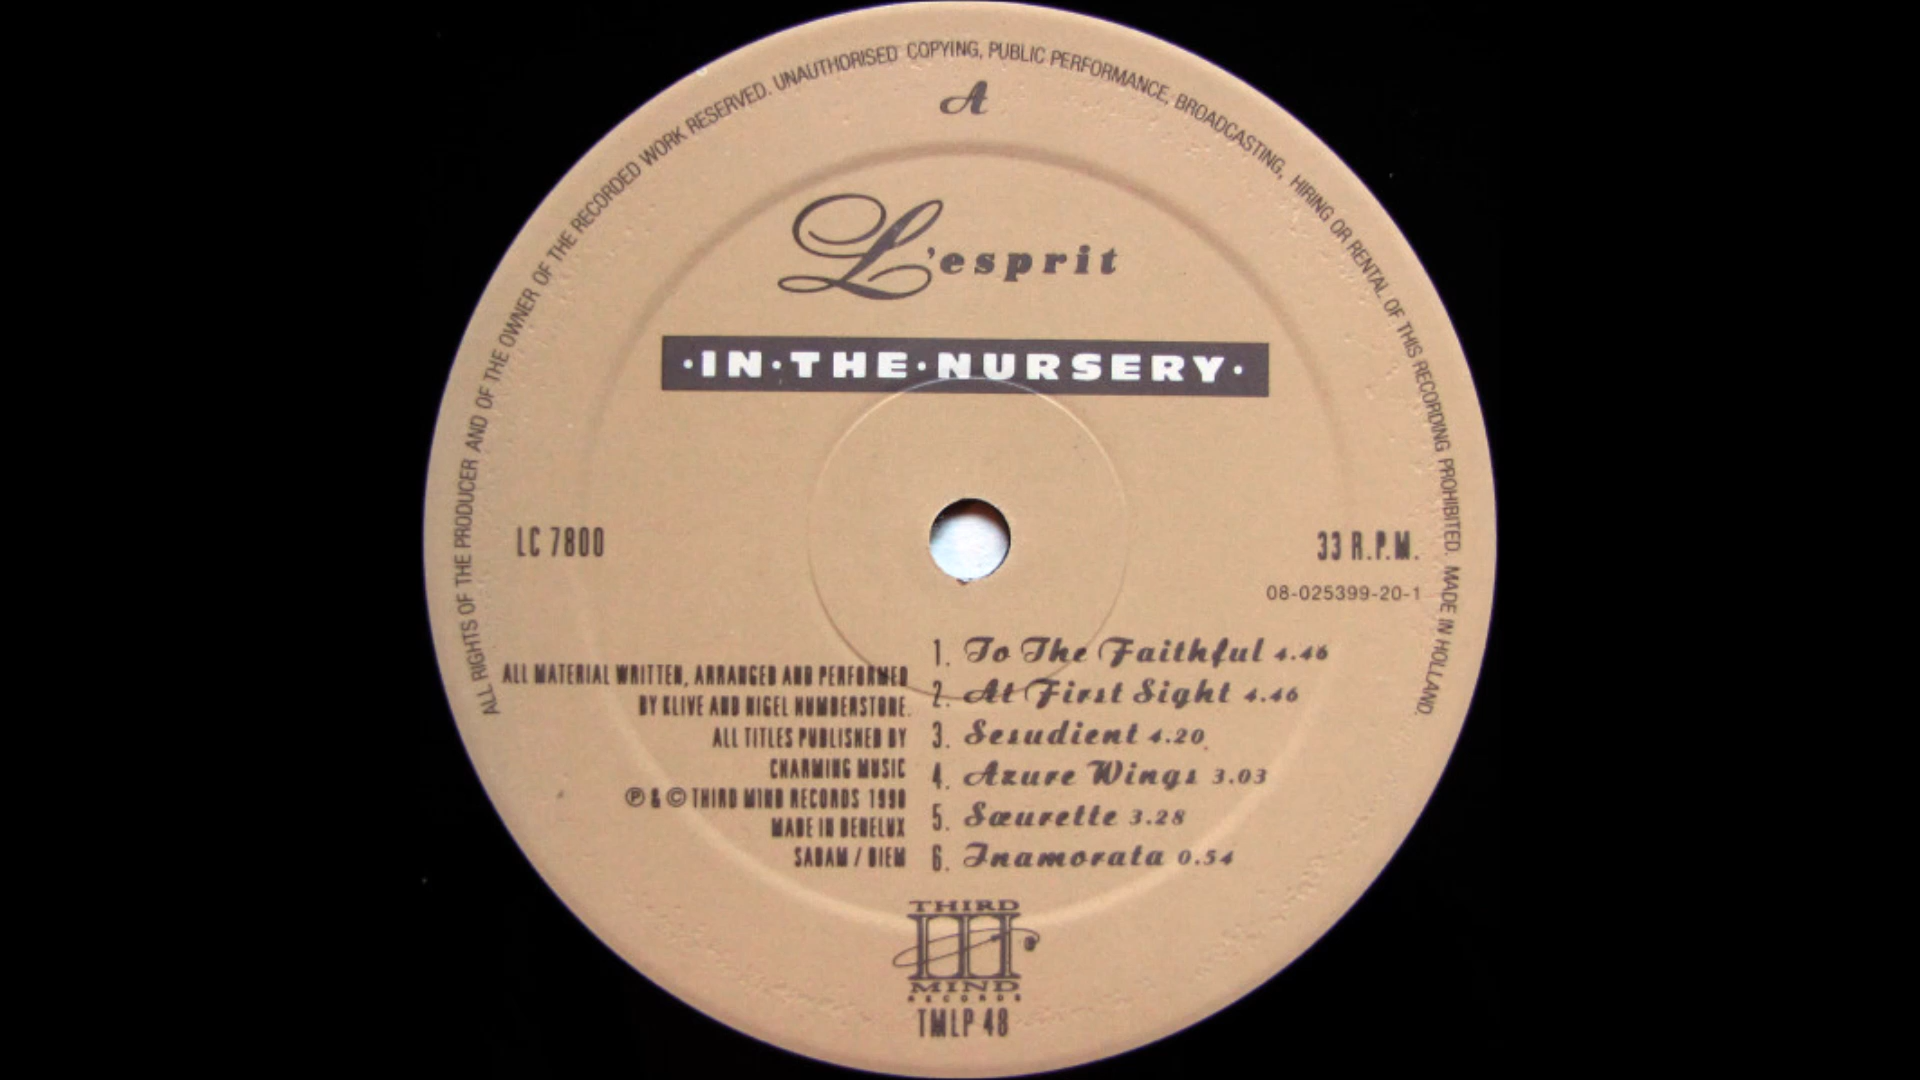 ALL RIGHTS OF THE PRODUCER AND OF THE OWNER OF THE RECORDED WORK RESERVED. UNAUTHORISED COPYING, PUBLIC PERFORMANCE, BROADCASTING, HIRING OR RENTAL OF THIS RECORDING PROHIBITED. MADE IN HOLLAND.
A
L'esprit
·IN·THE·NURSERY·
LC 7800
33 R.P.M.
08-025399-20-1
ALL MATERIAL WRITTEN, ARRANGED AND PERFORMED
BY KLIVE AND NIGEL HUMBERSTONE.
ALL TITLES PUBLISHED BY
CHARMING MUSIC
℗ & © THIRD MIND RECORDS 1990
MADE IN BENELUX
SABAM / BIEM
1. To The Faithful 4.46
2. At First Sight 4.46
3. Sesudient 4.20
4. Azure Wings 3.03
5. Sœurette 3.28
6. Inamorata 0.54
THIRD
MIND
RECORDS
TMLP 48